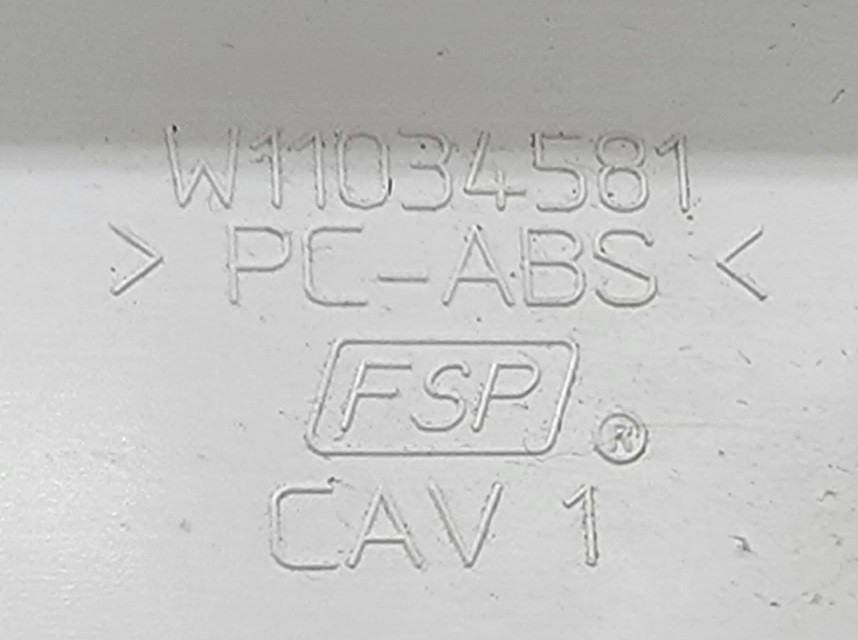 W11034581
> PC-ABS <
FSP ®
CAV 1